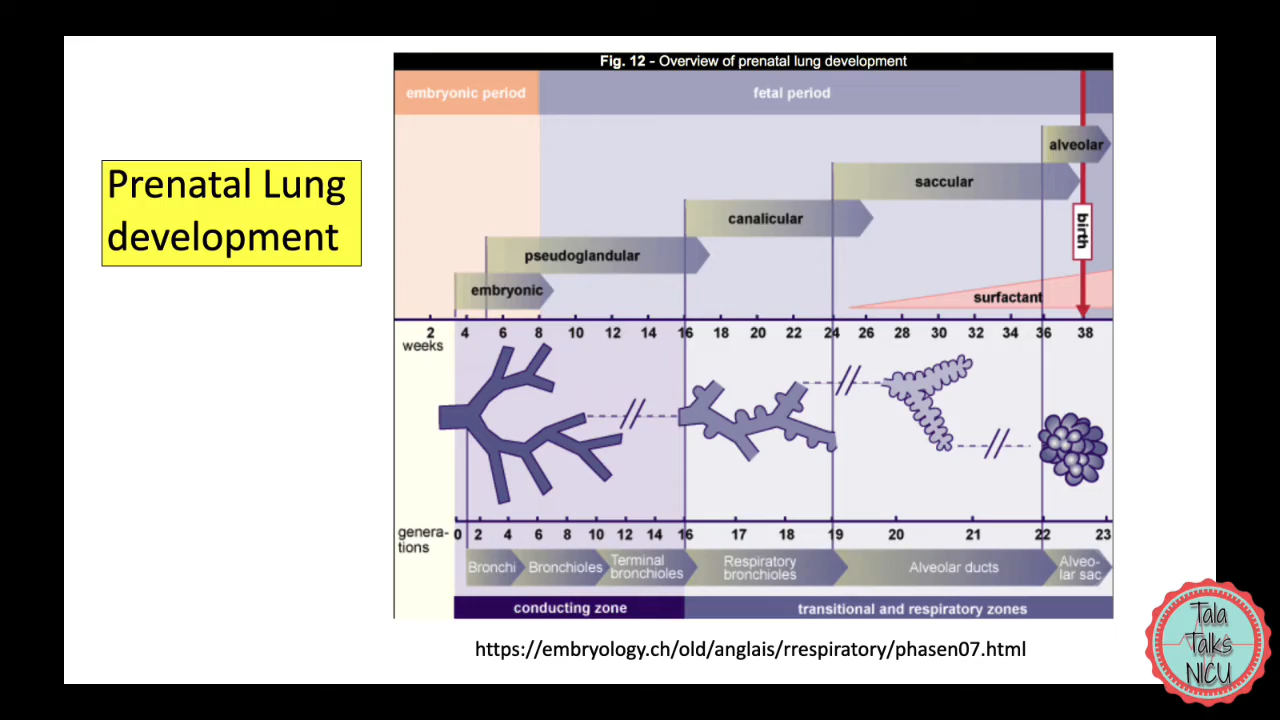 Prenatal Lung
development
Fig. 12 - Overview of prenatal lung development
embryonic period
fetal period
alveolar
saccular
canalicular
pseudoglandular
embryonic
birth
surfactant
2 4 6 8 10 12 14 16 18 20 22 24 26 28 30 32 34 36 38
weeks
genera-
tions
0 2 4 6 8 10 12 14 16 17 18 19 20 21 22 23
Bronchi
Bronchioles
Terminal
bronchioles
Respiratory
bronchioles
Alveolar ducts
Alveo-
lar sac
conducting zone
transitional and respiratory zones
https://embryology.ch/old/anglais/rrespiratory/phasen07.html
Tala
Talks
NICU